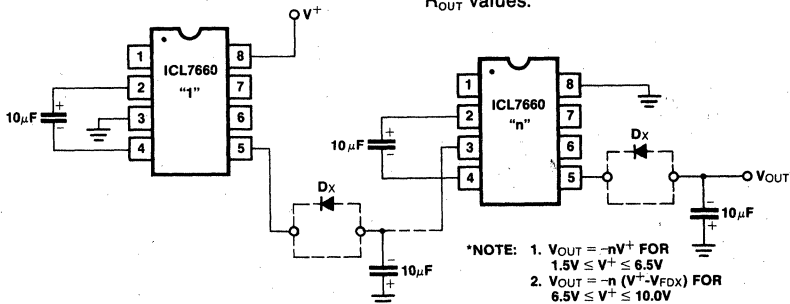 ROUT values.
V+
1
2
3
4
ICL7660
"1"
8
7
6
5
10μF
+
−
DX
−
+
10μF
1
2
3
4
ICL7660
"n"
8
7
6
5
10μF
+
−
DX
VOUT
−
+
10μF
*NOTE: 1. VOUT = −nV+ FOR
1.5V ≤ V+ ≤ 6.5V
2. VOUT = −n (V+-VFDX) FOR
6.5V ≤ V+ ≤ 10.0V